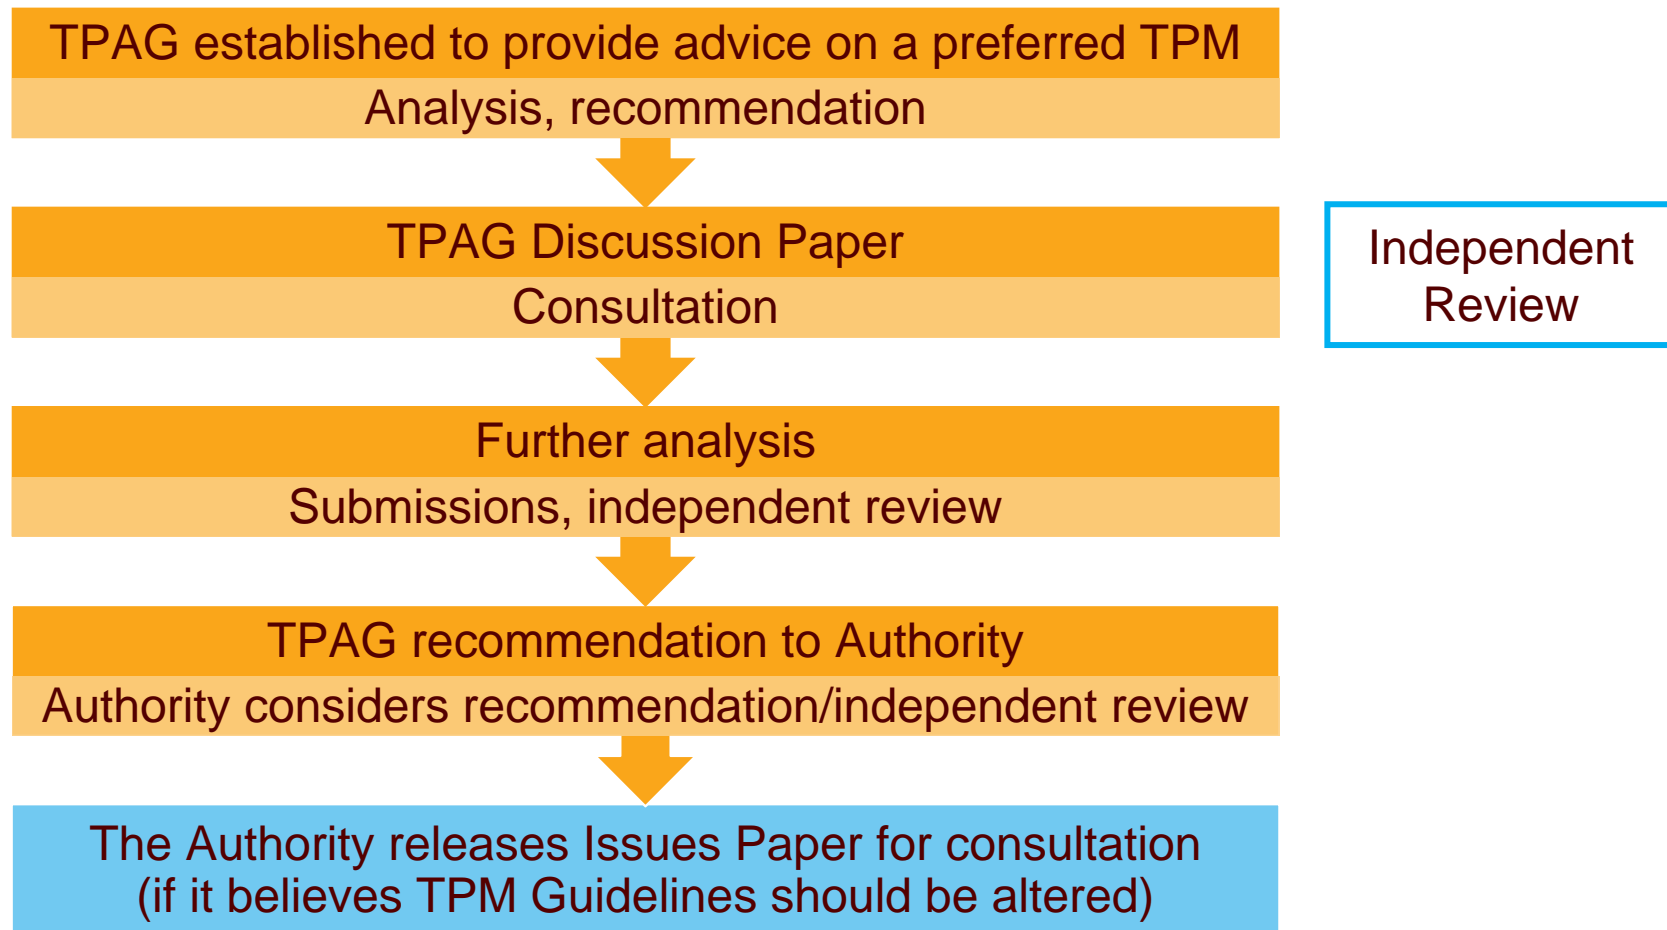 TPAG established to provide advice on a preferred TPM
Analysis, recommendation
TPAG Discussion Paper
Consultation
Independent
Review
Further analysis
Submissions, independent review
TPAG recommendation to Authority
Authority considers recommendation/independent review
The Authority releases Issues Paper for consultation
(if it believes TPM Guidelines should be altered)